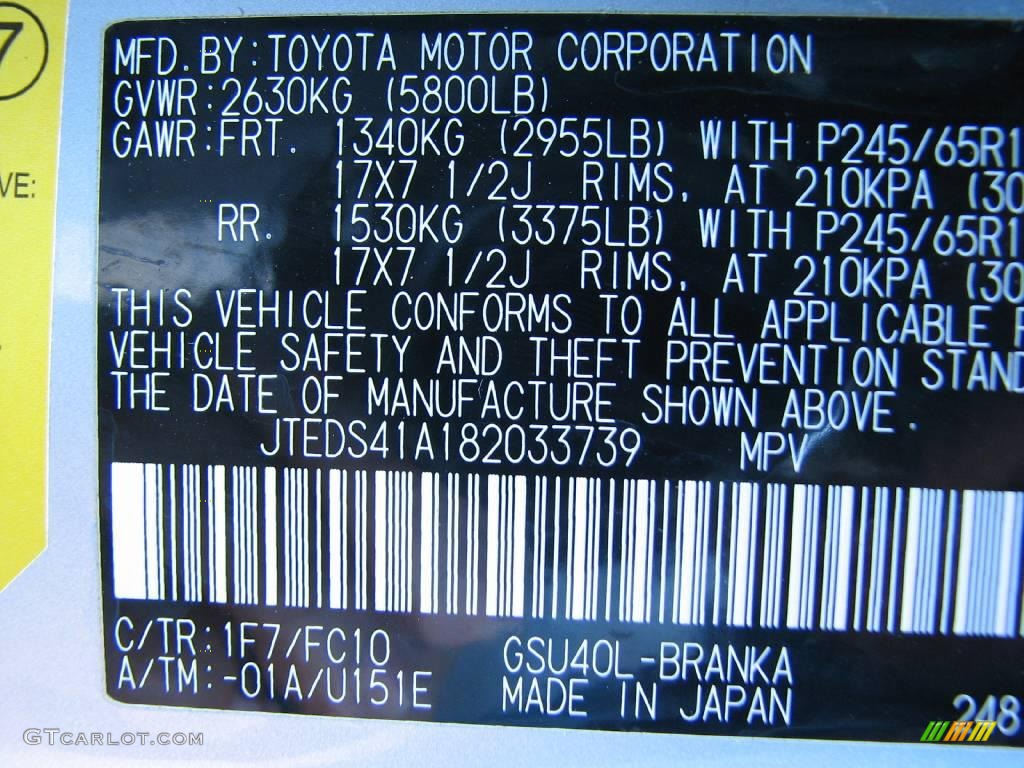 7
VE:
MFD. BY: TOYOTA MOTOR CORPORATION
GVWR: 2630KG (5800LB)
GAWR: FRT. 1340KG (2955LB) WITH P245/65R1
17X7 1/2J RIMS, AT 210KPA (30
RR. 1530KG (3375LB) WITH P245/65R1
17X7 1/2J RIMS, AT 210KPA (30
THIS VEHICLE CONFORMS TO ALL APPLICABLE F
VEHICLE SAFETY AND THEFT PREVENTION STAND
THE DATE OF MANUFACTURE SHOWN ABOVE.
JTEDS41A182033739 MPV
C/TR: 1F7/FC10 GSU40L-BRANKA
A/TM: -01A/U151E MADE IN JAPAN
248
GTcarlot.com